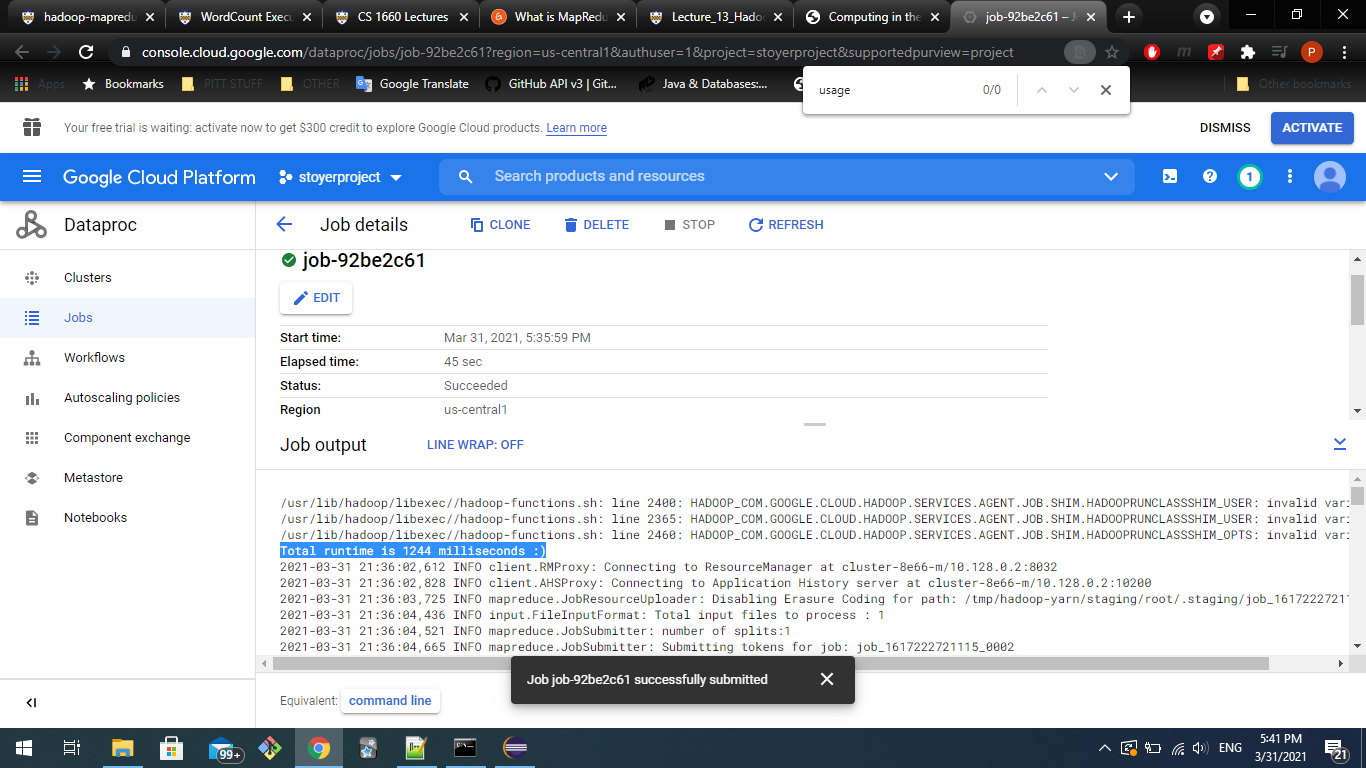 hadoop-mapredu
WordCount Execu
CS 1660 Lectures
What is MapRedu
Lecture_13_Hadoo
Computing in the
job-92be2c61 – J
console.cloud.google.com/dataproc/jobs/job-92be2c61?region=us-central1&authuser=1&project=stoyerproject&supportedpurview=project
P
Apps
Bookmarks
PITT STUFF
OTHER
Google Translate
GitHub API v3 | Git...
Java & Databases:...
Other bookmarks
usage
0/0
Your free trial is waiting: activate now to get $300 credit to explore Google Cloud products. Learn more
DISMISS
ACTIVATE
Google Cloud Platform
stoyerproject
Search products and resources
1
Dataproc
Job details
CLONE
DELETE
STOP
REFRESH
Clusters
Jobs
Workflows
Autoscaling policies
Component exchange
Metastore
Notebooks
job-92be2c61
EDIT
Start time: Mar 31, 2021, 5:35:59 PM
Elapsed time: 45 sec
Status: Succeeded
Region us-central1
Job output
LINE WRAP: OFF
/usr/lib/hadoop/libexec//hadoop-functions.sh: line 2400: HADOOP_COM.GOOGLE.CLOUD.HADOOP.SERVICES.AGENT.JOB.SHIM.HADOOPRUNCLASSSHIM_USER: invalid vari
/usr/lib/hadoop/libexec//hadoop-functions.sh: line 2365: HADOOP_COM.GOOGLE.CLOUD.HADOOP.SERVICES.AGENT.JOB.SHIM.HADOOPRUNCLASSSHIM_USER: invalid vari
/usr/lib/hadoop/libexec//hadoop-functions.sh: line 2460: HADOOP_COM.GOOGLE.CLOUD.HADOOP.SERVICES.AGENT.JOB.SHIM.HADOOPRUNCLASSSHIM_OPTS: invalid vari
Total runtime is 1244 milliseconds :)
2021-03-31 21:36:02,612 INFO client.RMProxy: Connecting to ResourceManager at cluster-8e66-m/10.128.0.2:8032
2021-03-31 21:36:02,828 INFO client.AHSProxy: Connecting to Application History server at cluster-8e66-m/10.128.0.2:10200
2021-03-31 21:36:03,725 INFO mapreduce.JobResourceUploader: Disabling Erasure Coding for path: /tmp/hadoop-yarn/staging/root/.staging/job_16172227211
2021-03-31 21:36:04,436 INFO input.FileInputFormat: Total input files to process : 1
2021-03-31 21:36:04,521 INFO mapreduce.JobSubmitter: number of splits:1
2021-03-31 21:36:04,665 INFO mapreduce.JobSubmitter: Submitting tokens for job: job_1617222721115_0002
Job job-92be2c61 successfully submitted
Equivalent: command line
99+
ENG
5:41 PM
3/31/2021
21